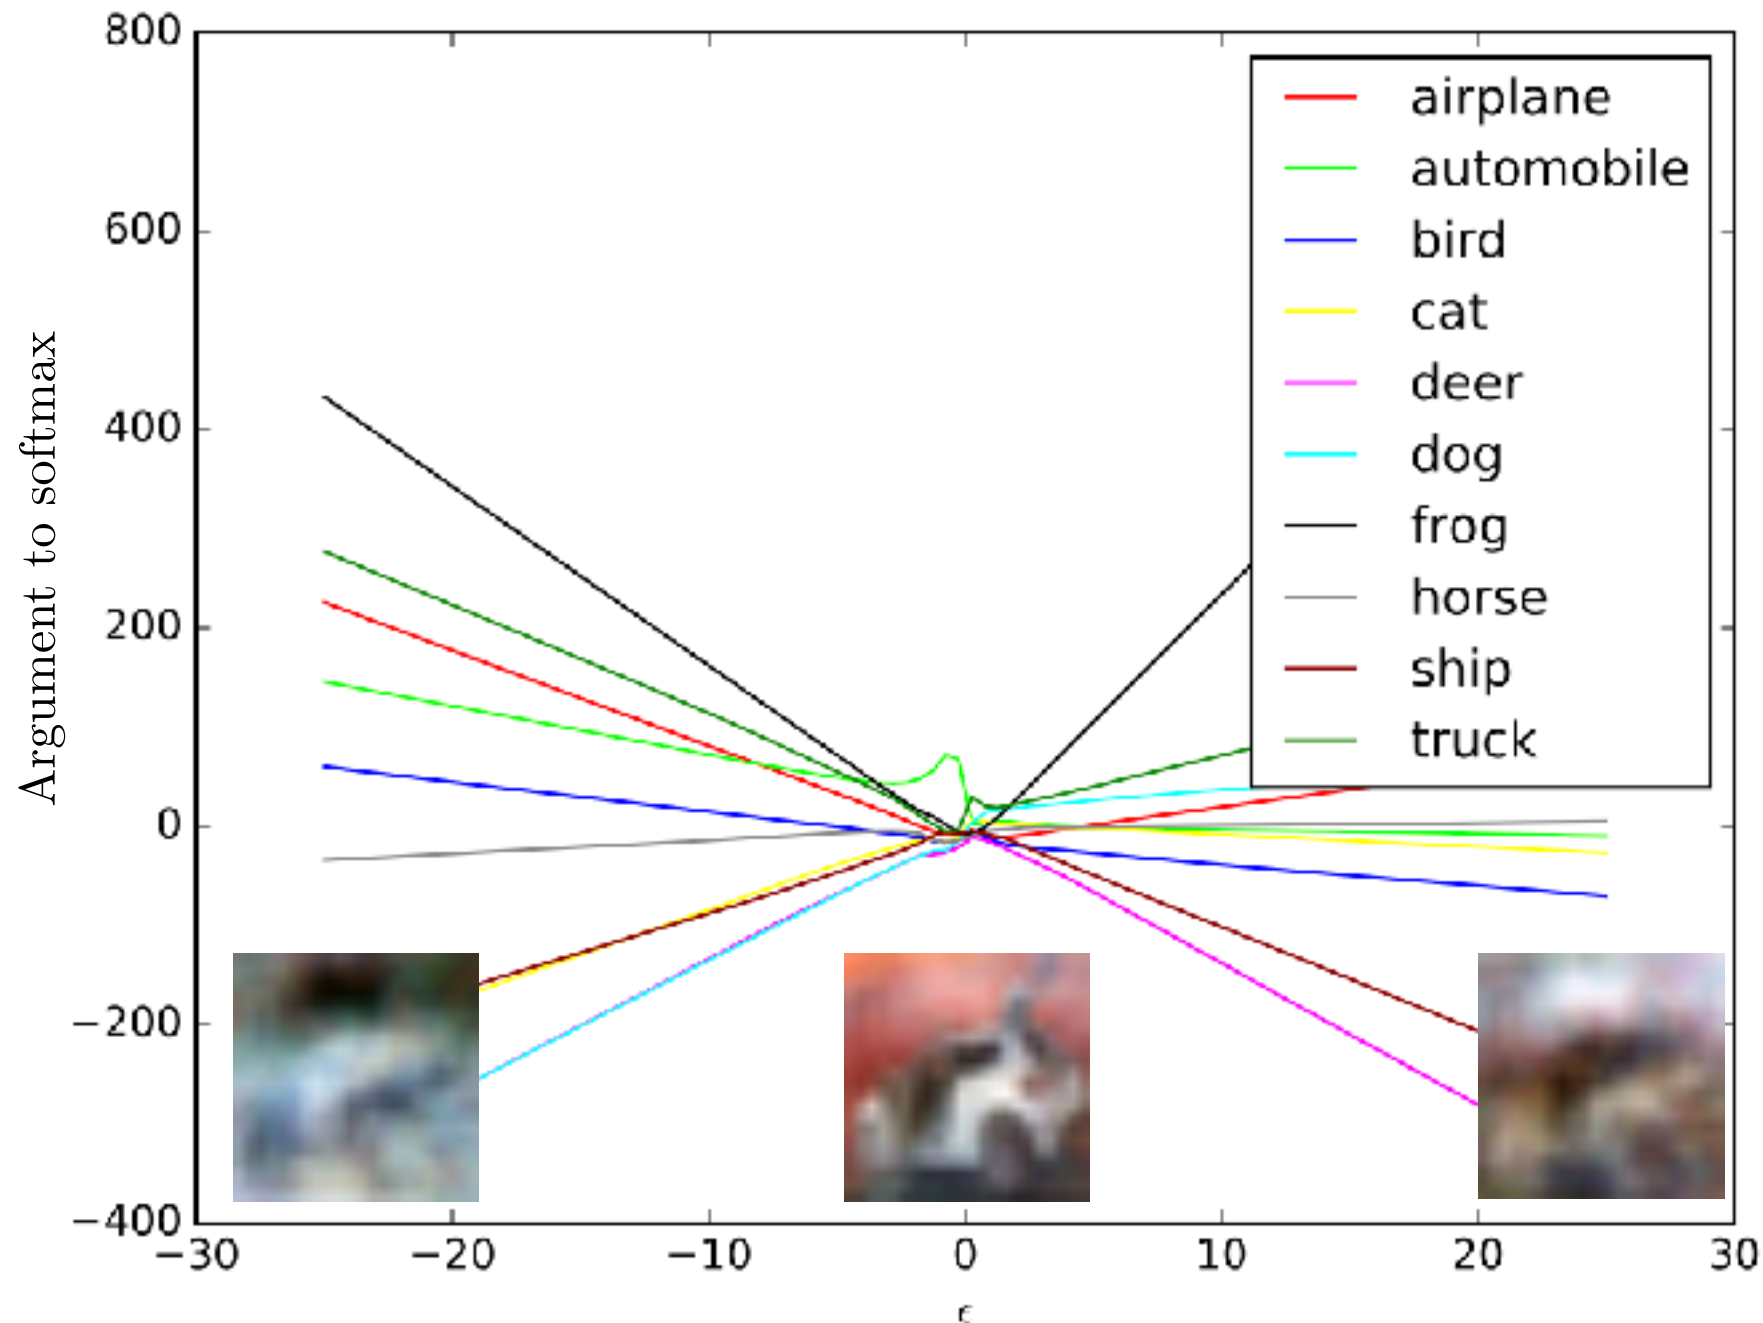 800
600
400
200
0
−200
−400
−30
−20
−10
0
10
20
30
ϵ
Argument to softmax
airplane
automobile
bird
cat
deer
dog
frog
horse
ship
truck